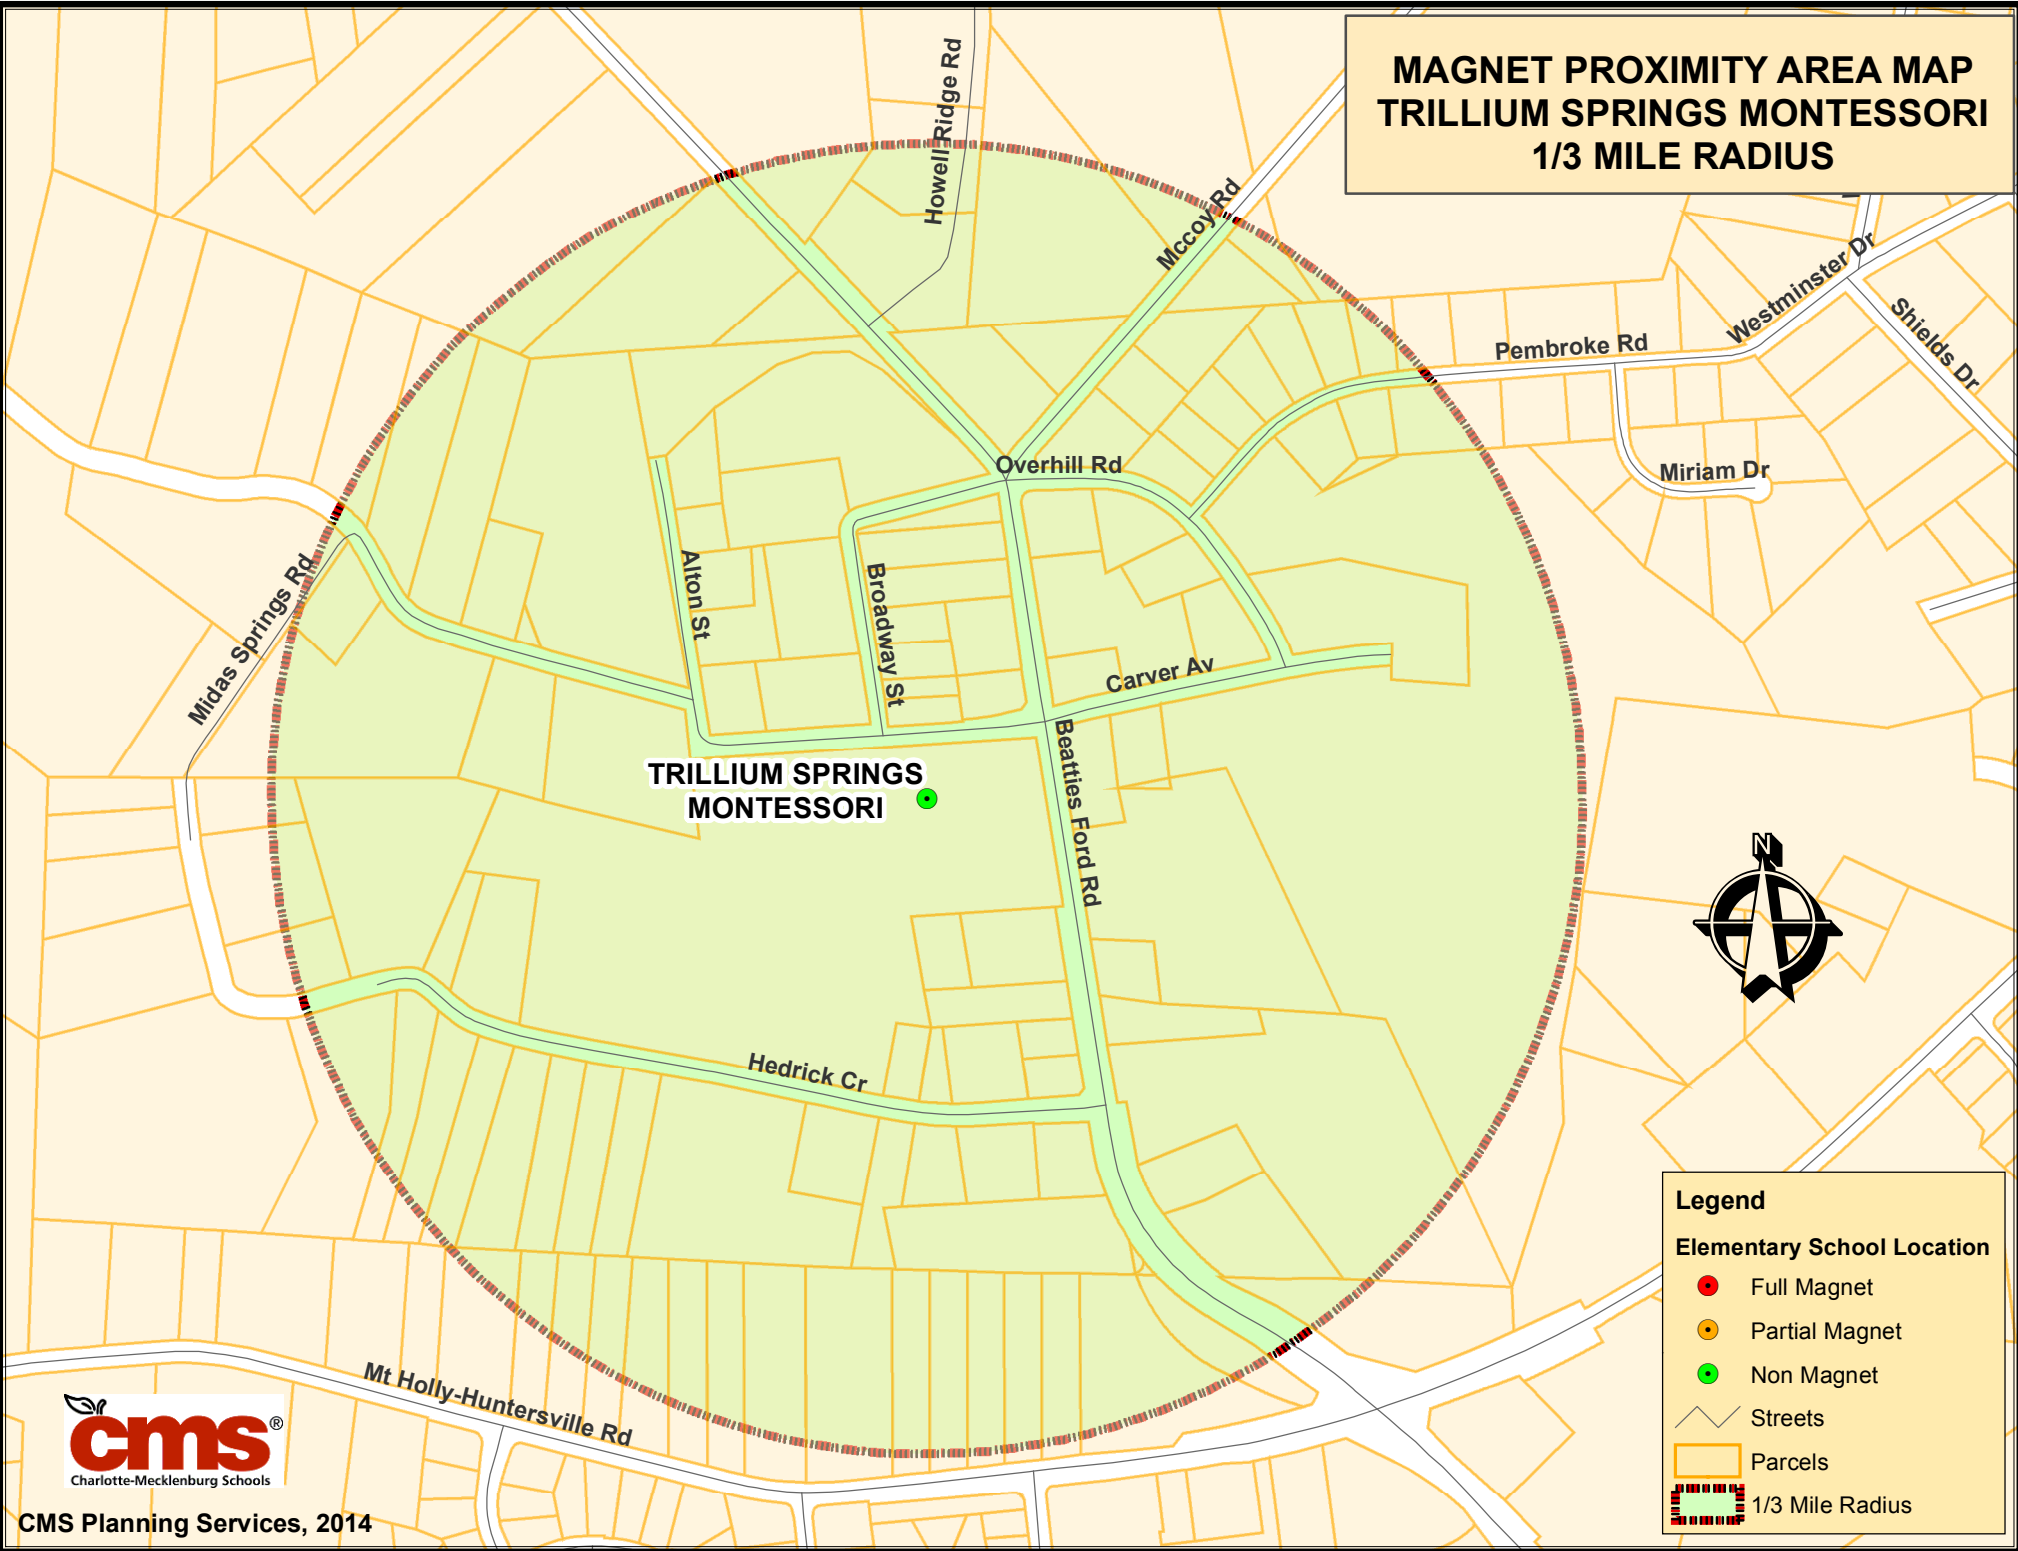 MAGNET PROXIMITY AREA MAP
TRILLIUM SPRINGS MONTESSORI
1/3 MILE RADIUS
Howell Ridge Rd
Mccoy Rd
Westminster Dr
Shields Dr
Pembroke Rd
Miriam Dr
Overhill Rd
Alton St
Broadway St
Midas Springs Rd
Carver Av
Beatties Ford Rd
TRILLIUM SPRINGS
MONTESSORI
N
Hedrick Cr
Mt Holly-Huntersville Rd
Legend
Elementary School Location
Full Magnet
Partial Magnet
Non Magnet
Streets
Parcels
1/3 Mile Radius
cms®
Charlotte-Mecklenburg Schools
CMS Planning Services, 2014